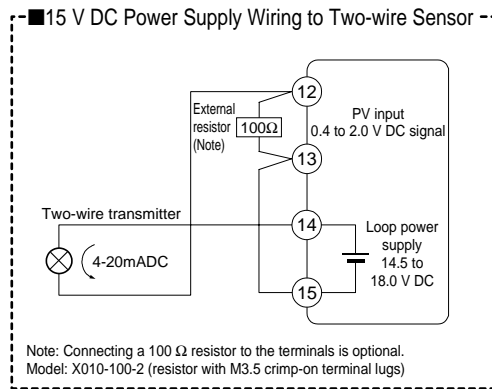 ■15 V DC Power Supply Wiring to Two-wire Sensor
12
External
resistor
(Note)
100Ω
PV input
0.4 to 2.0 V DC signal
13
Two-wire transmitter
14
4-20mADC
Loop power
supply
14.5 to
18.0 V DC
15
Note: Connecting a 100 Ω resistor to the terminals is optional.
Model: X010-100-2 (resistor with M3.5 crimp-on terminal lugs)